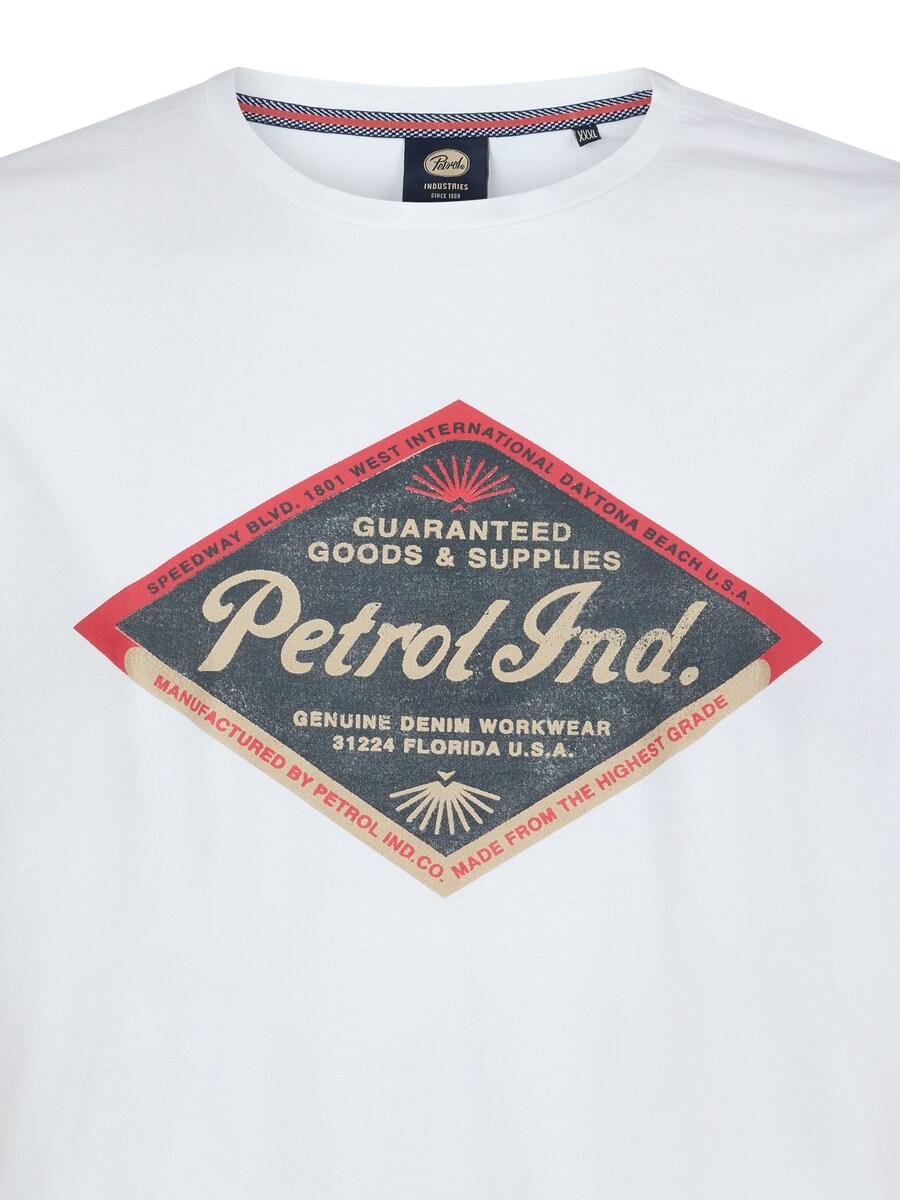 Petrol
INDUSTRIES
SINCE 1989
XXXL
SPEEDWAY BLVD. 1801 WEST INTERNATIONAL DAYTONA BEACH U.S.A.
GUARANTEED
GOODS & SUPPLIES
Petrol Ind.
GENUINE DENIM WORKWEAR
31224 FLORIDA U.S.A.
MANUFACTURED BY PETROL IND.CO. MADE FROM THE HIGHEST GRADE